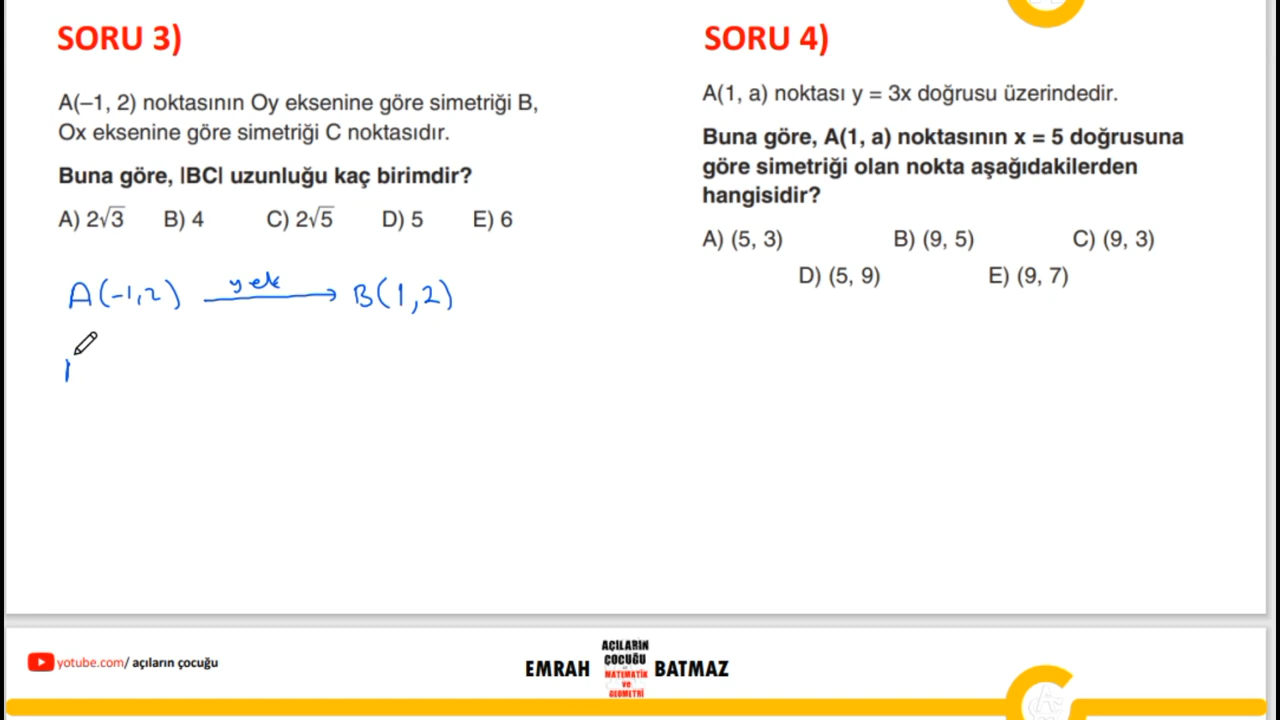 SORU 3)
A(–1, 2) noktasının Oy eksenine göre simetriği B,
Ox eksenine göre simetriği C noktasıdır.
Buna göre, |BC| uzunluğu kaç birimdir?
A) 2√3 B) 4 C) 2√5 D) 5 E) 6
A(-1,2) y ek B(1,2)
SORU 4)
A(1, a) noktası y = 3x doğrusu üzerindedir.
Buna göre, A(1, a) noktasının x = 5 doğrusuna
göre simetriği olan nokta aşağıdakilerden
hangisidir?
A) (5, 3) B) (9, 5) C) (9, 3)
D) (5, 9) E) (9, 7)
yotube.com/ açıların çocuğu
EMRAH
AÇILARIN
ÇOCUĞU
MATEMATİK
ve
GEOMETRİ
BATMAZ